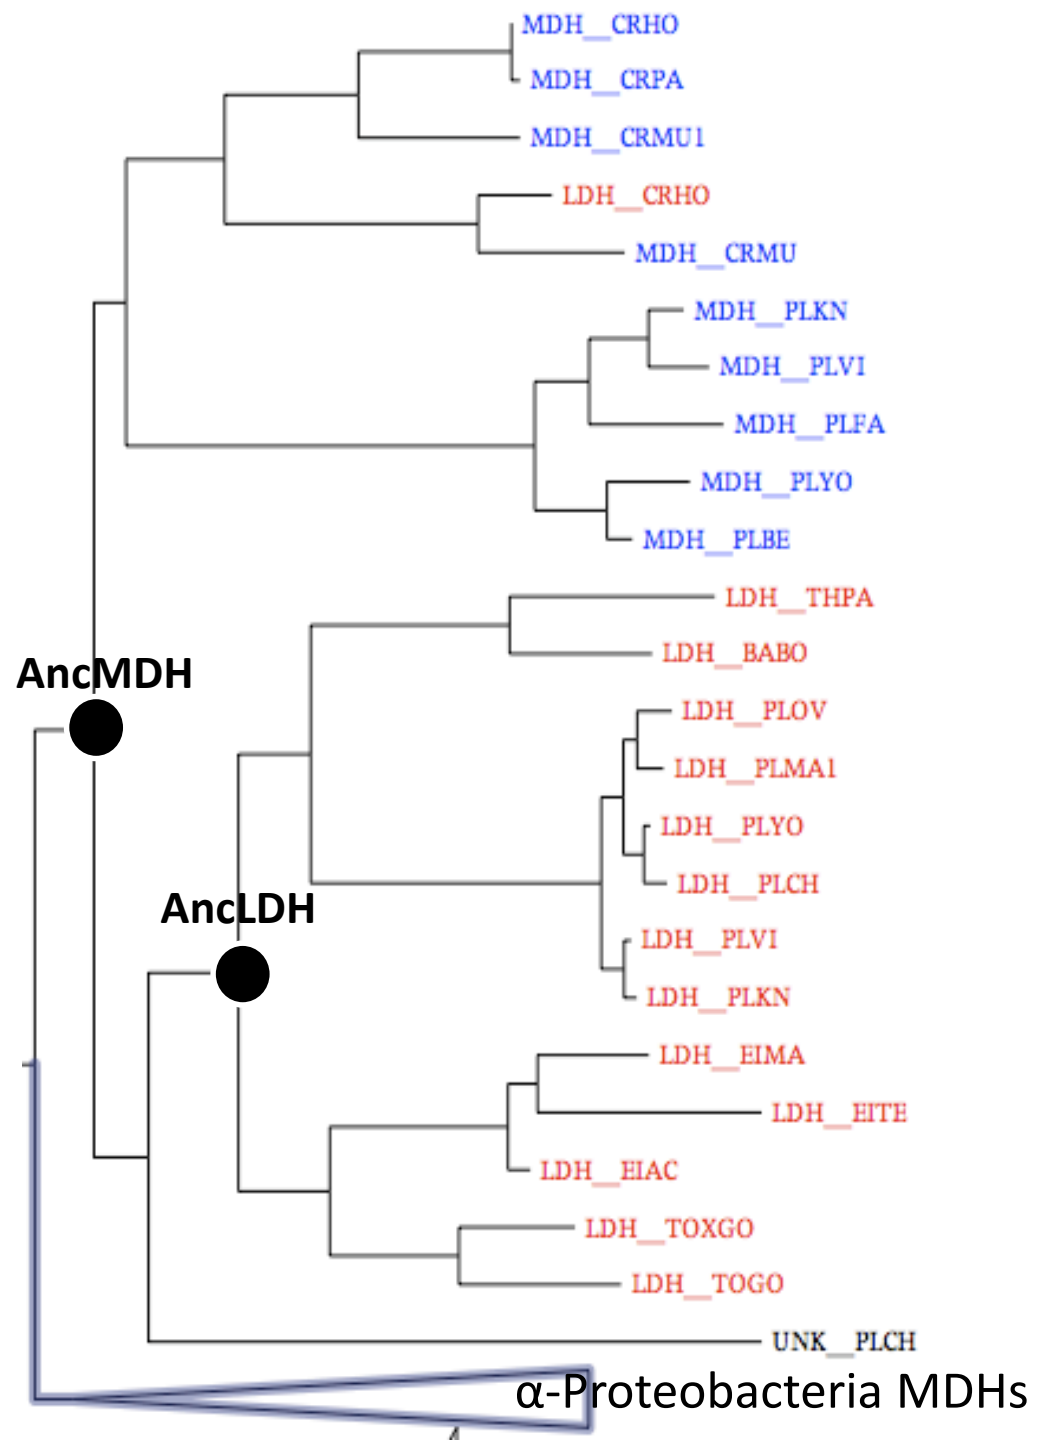 MDH__CRHO
MDH__CRPA
MDH__CRMU1
LDH__CRHO
MDH__CRMU
MDH__PLKN
MDH__PLVI
MDH__PLFA
MDH__PLYO
MDH__PLBE
LDH__THPA
LDH__BABO
AncMDH
LDH__PLOV
LDH__PLMA1
LDH__PLYO
LDH__PLCH
AncLDH
LDH__PLVI
LDH__PLKN
LDH__EIMA
LDH__EITE
LDH__EIAC
LDH__TOXGO
LDH__TOGO
UNK__PLCH
α-Proteobacteria MDHs